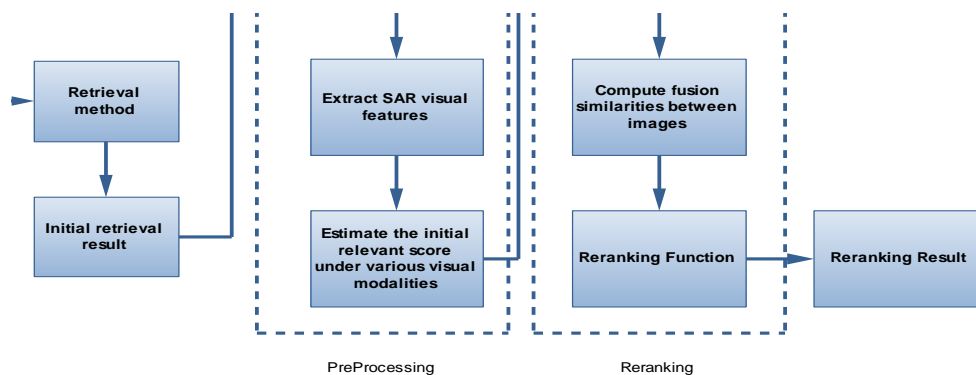 Retrieval
method
Initial retrieval
result
Extract SAR visual
features
Estimate the initial
relevant score
under various visual
modalities
PreProcessing
Compute fusion
similarities between
images
Reranking Function
Reranking
Reranking Result